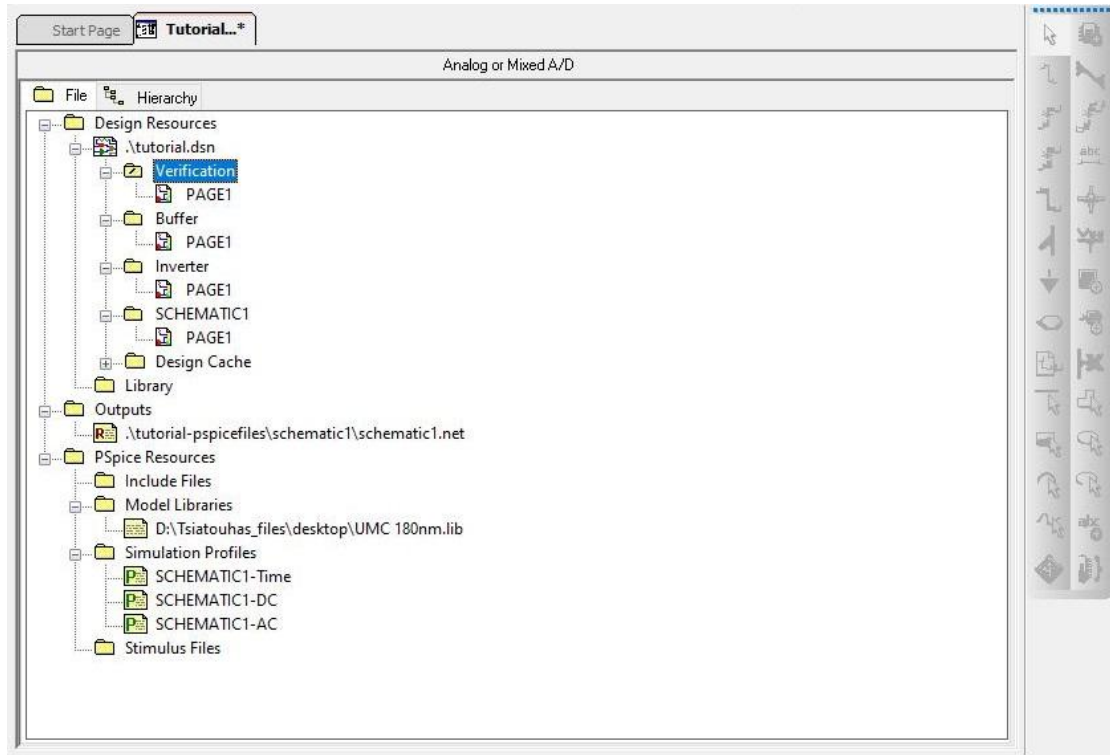 Start Page Tutorial...*
Analog or Mixed A/D
File Hierarchy
Design Resources
.\tutorial.dsn
Verification
PAGE1
Buffer
PAGE1
Inverter
PAGE1
SCHEMATIC1
PAGE1
Design Cache
Library
Outputs
.\tutorial-pspicefiles\schematic1\schematic1.net
PSpice Resources
Include Files
Model Libraries
D:\Tsiatouhas_files\desktop\UMC 180nm.lib
Simulation Profiles
SCHEMATIC1-Time
SCHEMATIC1-DC
SCHEMATIC1-AC
Stimulus Files
abc